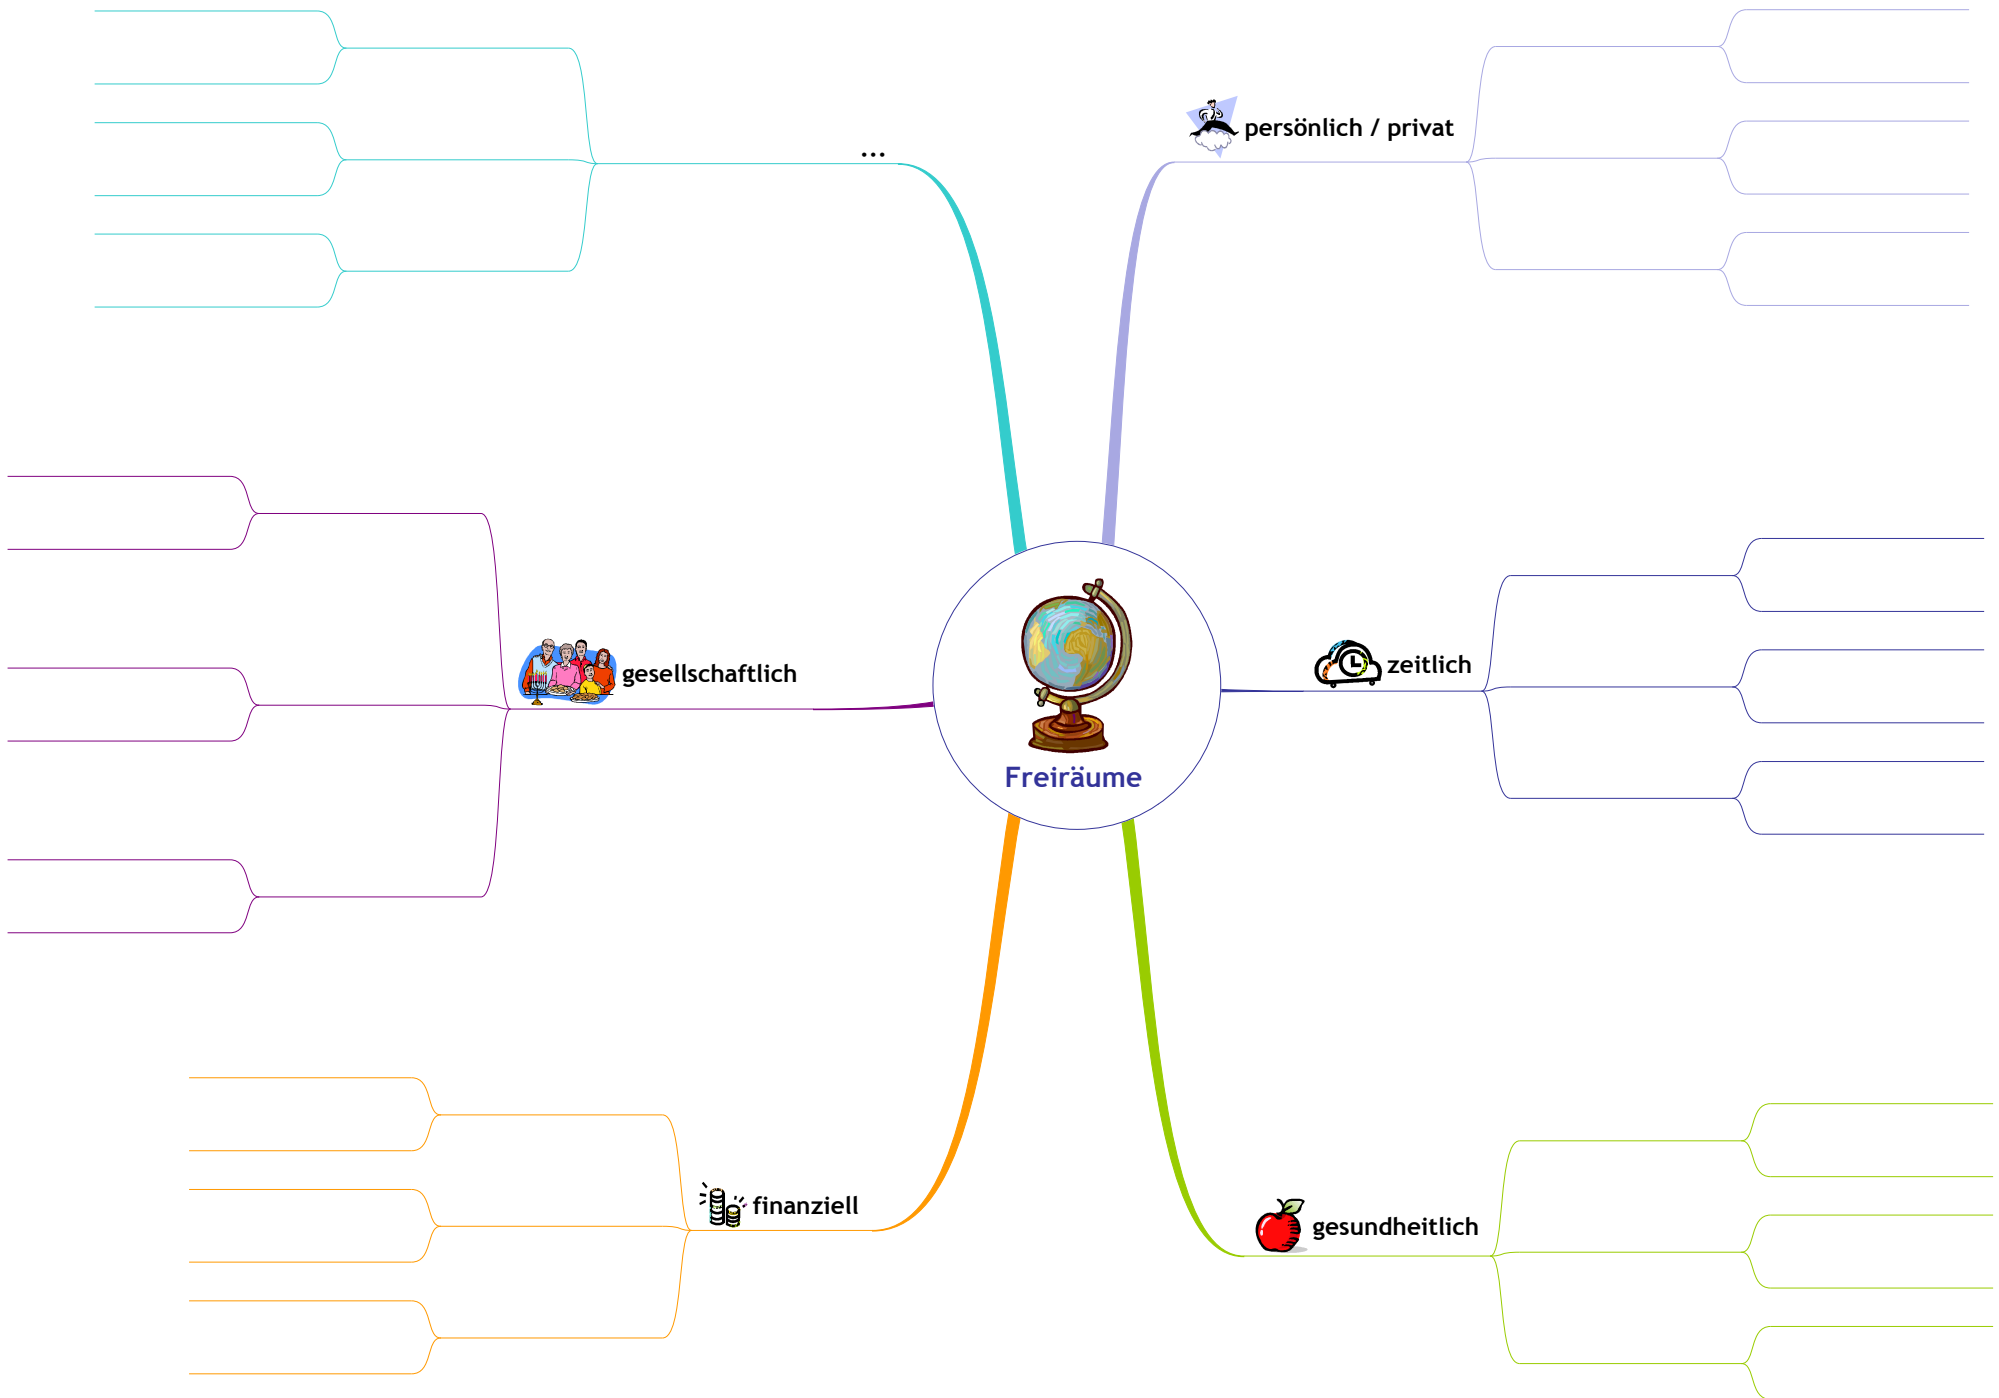 ...
persönlich / privat
gesellschaftlich
zeitlich
Freiräume
finanziell
gesundheitlich